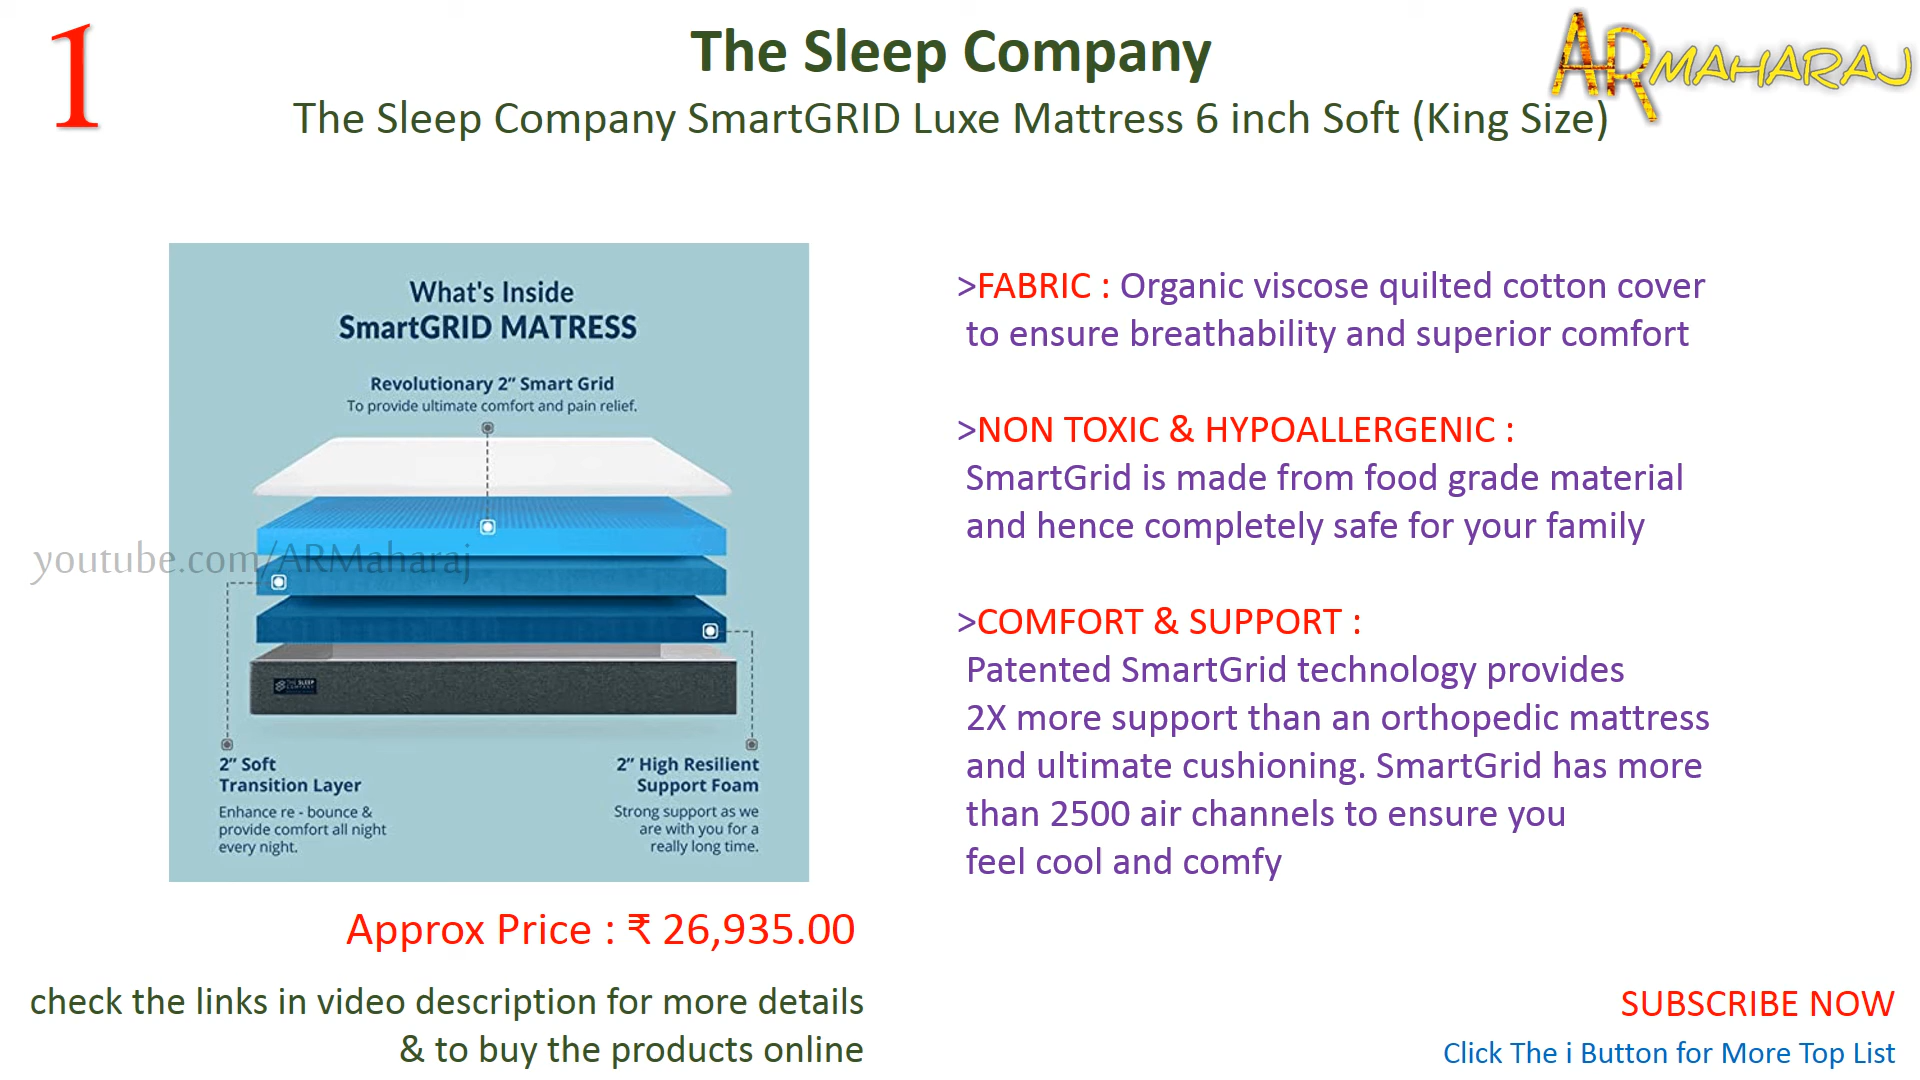 1
The Sleep Company
ARMAHARAJ
The Sleep Company SmartGRID Luxe Mattress 6 inch Soft (King Size)
What's Inside
SmartGRID MATRESS
Revolutionary 2” Smart Grid
To provide ultimate comfort and pain relief.
youtube.com/ARMaharaj
THE SLEEP
COMPANY
2” Soft
Transition Layer
Enhance re - bounce &
provide comfort all night
every night.
2” High Resilient
Support Foam
Strong support as we
are with you for a
really long time.
>FABRIC : Organic viscose quilted cotton cover
to ensure breathability and superior comfort
>NON TOXIC & HYPOALLERGENIC :
SmartGrid is made from food grade material
and hence completely safe for your family
>COMFORT & SUPPORT :
Patented SmartGrid technology provides
2X more support than an orthopedic mattress
and ultimate cushioning. SmartGrid has more
than 2500 air channels to ensure you
feel cool and comfy
Approx Price : ₹ 26,935.00
check the links in video description for more details
& to buy the products online
SUBSCRIBE NOW
Click The i Button for More Top List